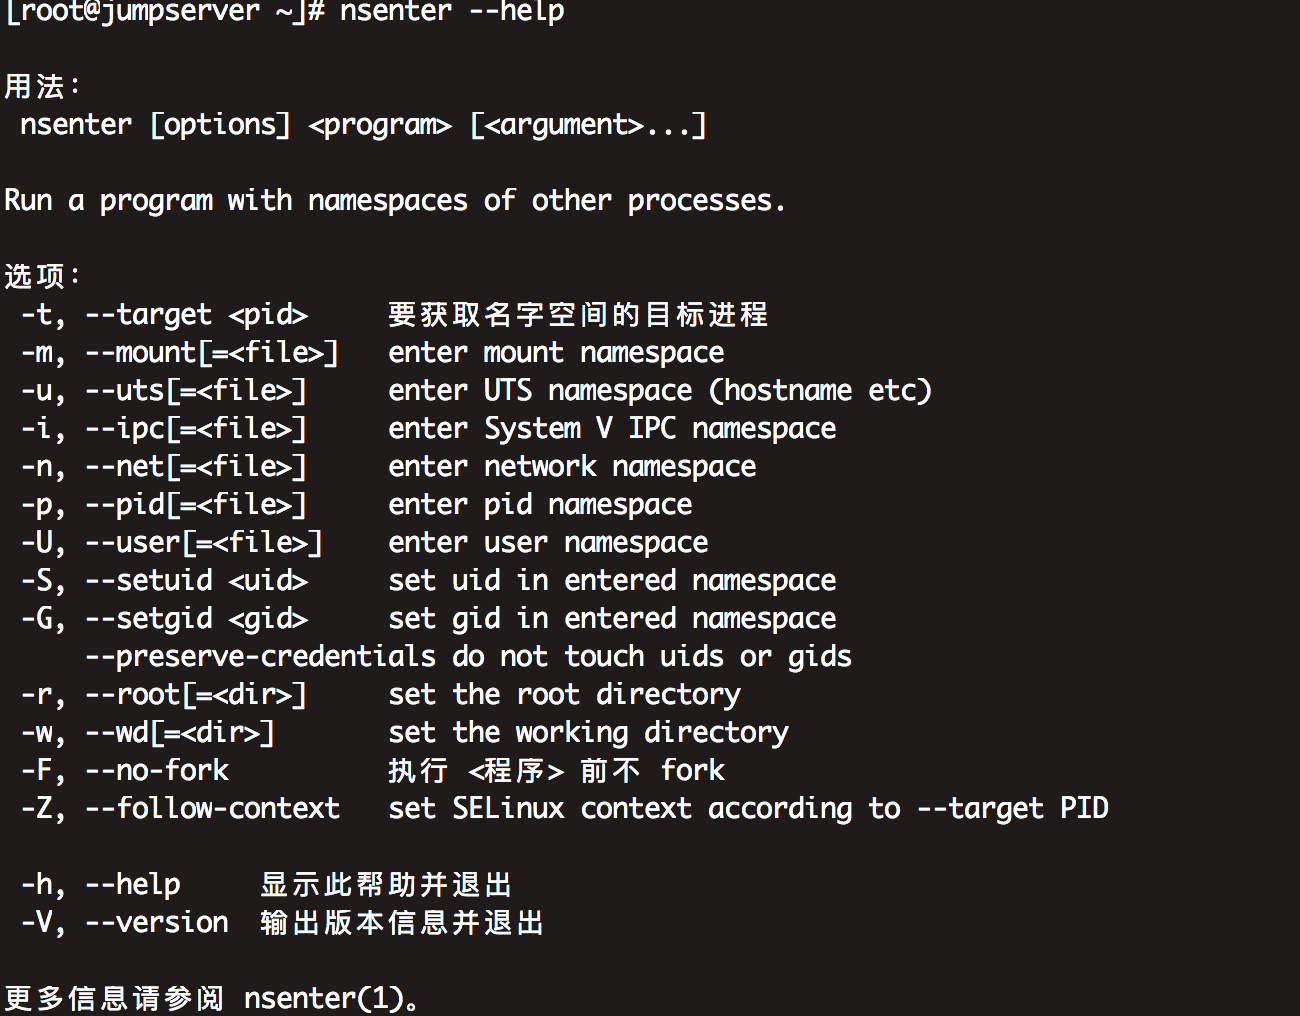 [root@jumpserver ~]# nsenter --help
用法：
nsenter [options] <program> [<argument>...]
Run a program with namespaces of other processes.
选项：
-t, --target <pid>     要获取名字空间的目标进程
-m, --mount[=<file>]   enter mount namespace
-u, --uts[=<file>]     enter UTS namespace (hostname etc)
-i, --ipc[=<file>]     enter System V IPC namespace
-n, --net[=<file>]     enter network namespace
-p, --pid[=<file>]     enter pid namespace
-U, --user[=<file>]    enter user namespace
-S, --setuid <uid>     set uid in entered namespace
-G, --setgid <gid>     set gid in entered namespace
--preserve-credentials do not touch uids or gids
-r, --root[=<dir>]     set the root directory
-w, --wd[=<dir>]       set the working directory
-F, --no-fork          执行 <程序> 前不 fork
-Z, --follow-context   set SELinux context according to --target PID
-h, --help     显示此帮助并退出
-V, --version  输出版本信息并退出
更多信息请参阅 nsenter(1)。